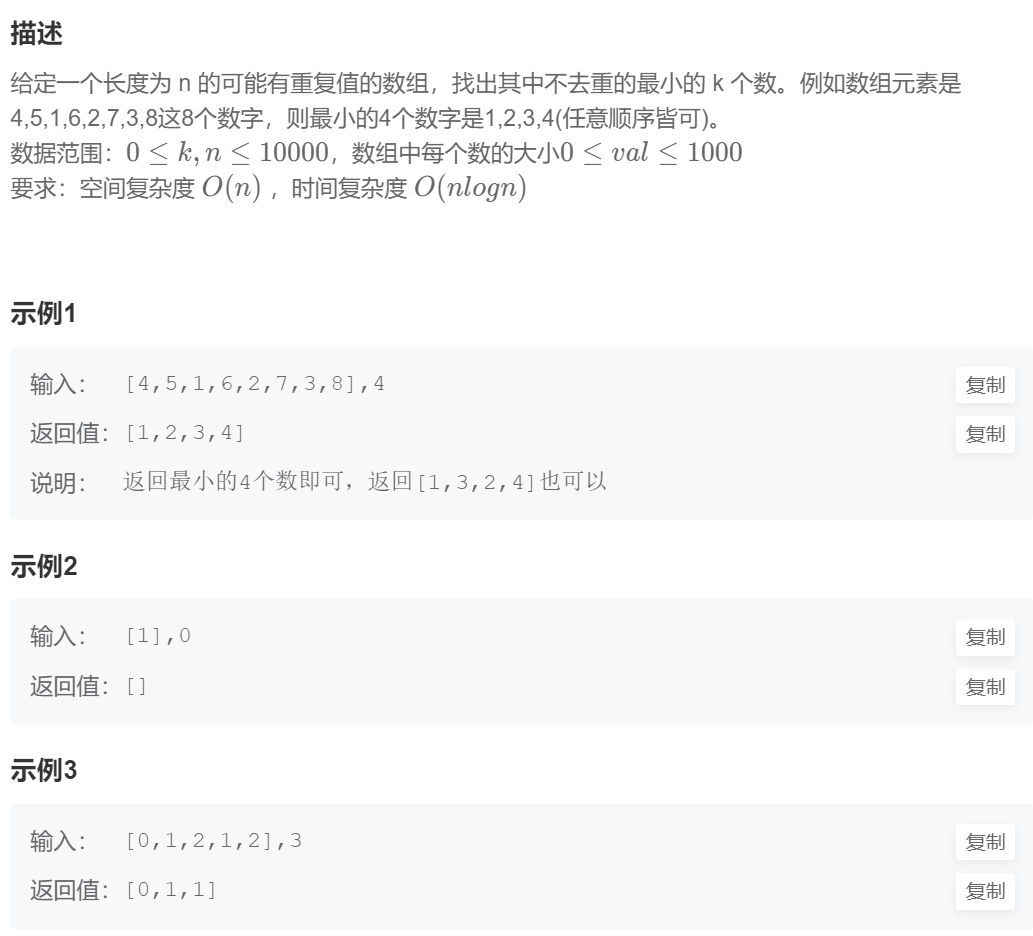 描述
给定一个长度为 n 的可能有重复值的数组，找出其中不去重的最小的 k 个数。例如数组元素是
4,5,1,6,2,7,3,8这8个数字，则最小的4个数字是1,2,3,4(任意顺序皆可)。
数据范围：0 ≤ k, n ≤ 10000，数组中每个数的大小0 ≤ val ≤ 1000
要求：空间复杂度 O(n) ，时间复杂度 O(nlogn)
示例1
输入： [4,5,1,6,2,7,3,8],4 复制
返回值：[1,2,3,4] 复制
说明： 返回最小的4个数即可，返回[1,3,2,4]也可以
示例2
输入： [1],0 复制
返回值：[] 复制
示例3
输入： [0,1,2,1,2],3 复制
返回值：[0,1,1] 复制